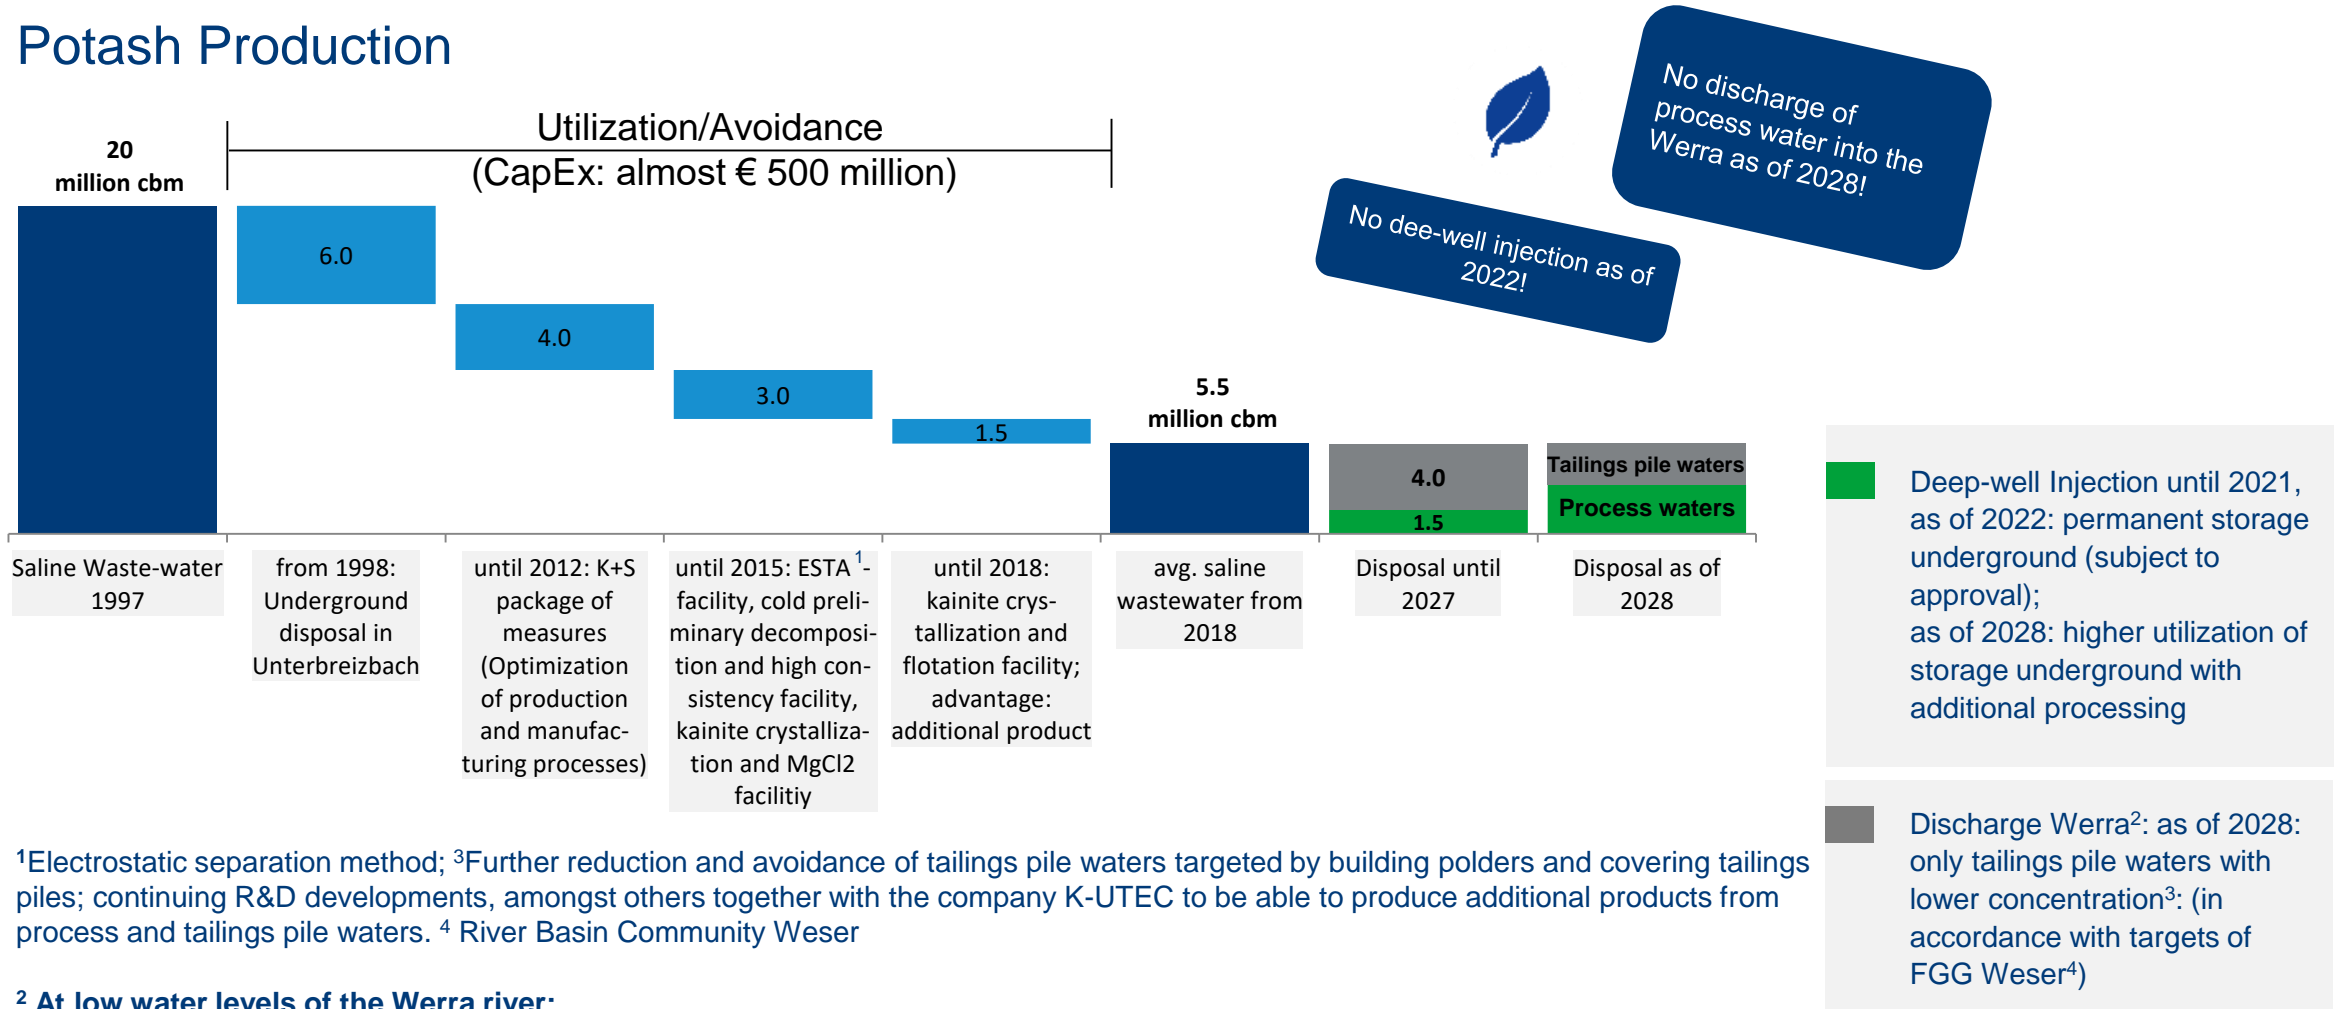 Potash Production
No discharge of
process water into the
Werra as of 2028!
No dee-well injection as of
2022!
Utilization/Avoidance
(CapEx: almost € 500 million)
20
million cbm
6.0
4.0
3.0
1.5
5.5
million cbm
4.0
1.5
Tailings pile waters
Process waters
Saline Waste-water
1997
from 1998:
Underground
disposal in
Unterbreizbach
until 2012: K+S
package of
measures
(Optimization
of production
and manufac-
turing processes)
until 2015: ESTA 1-
facility, cold preli-
minary decomposi-
tion and high con-
sistency facility,
kainite crystalliza-
tion and MgCl2
facilitiy
until 2018:
kainite crys-
tallization and
flotation facility;
advantage:
additional product
avg. saline
wastewater from
2018
Disposal until
2027
Disposal as of
2028
Deep-well Injection until 2021,
as of 2022: permanent storage
underground (subject to
approval);
as of 2028: higher utilization of
storage underground with
additional processing
Discharge Werra²: as of 2028:
only tailings pile waters with
lower concentration³: (in
accordance with targets of
FGG Weser⁴)
¹Electrostatic separation method; ³Further reduction and avoidance of tailings pile waters targeted by building polders and covering tailings
piles; continuing R&D developments, amongst others together with the company K-UTEC to be able to produce additional products from
process and tailings pile waters. ⁴ River Basin Community Weser
² At low water levels of the Werra river: